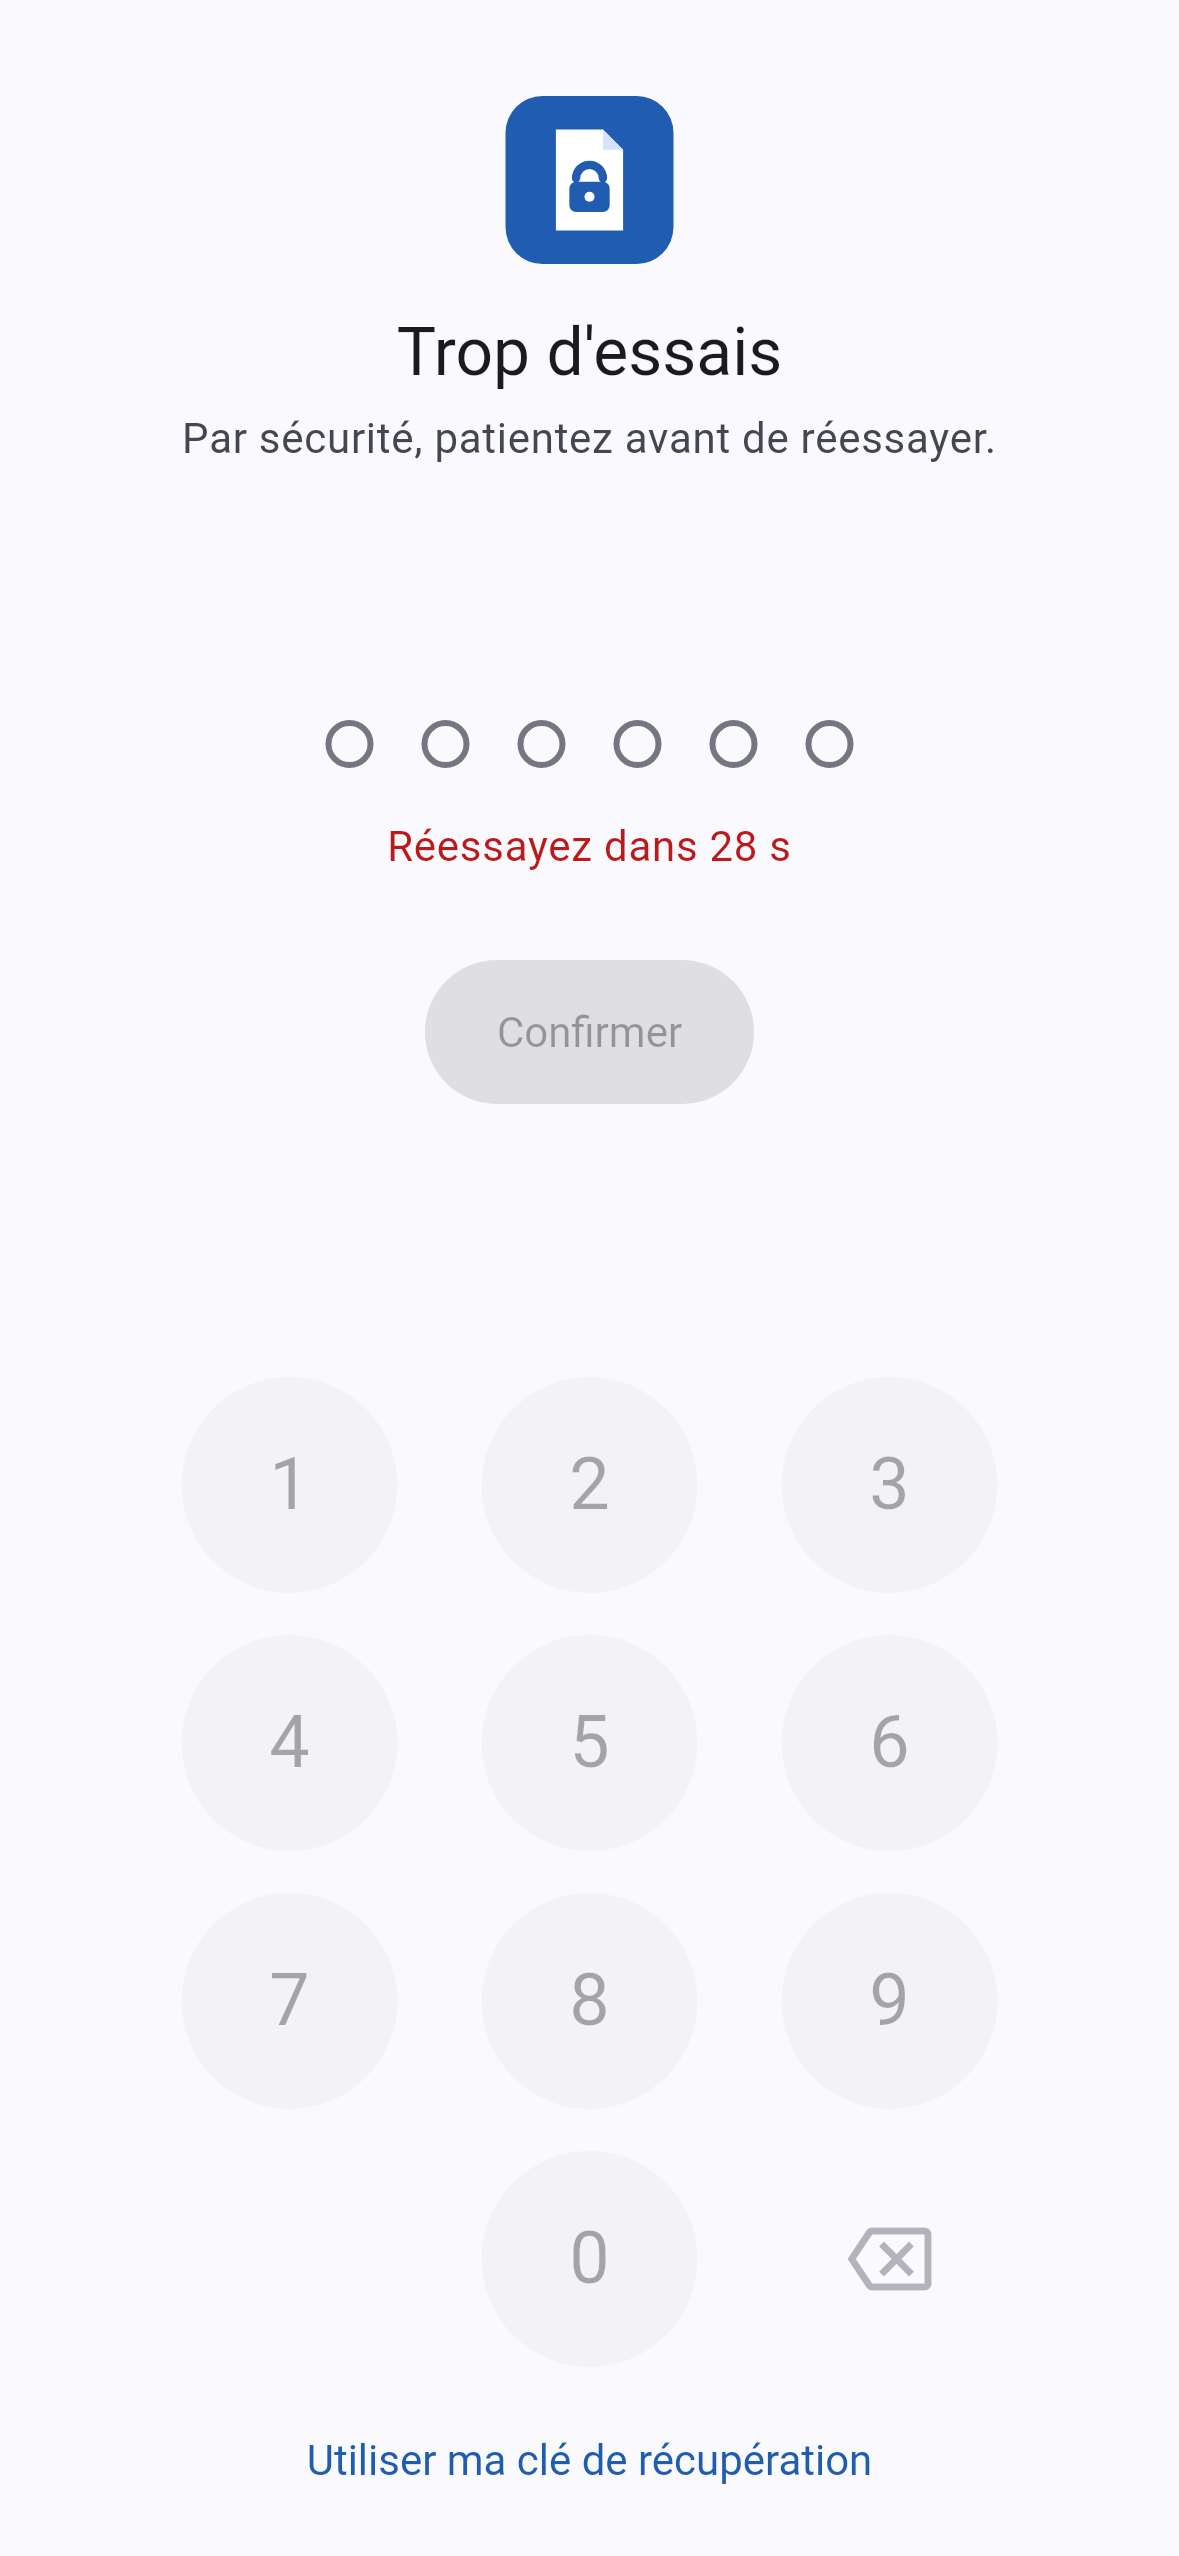 Trop d'essais
Par sécurité, patientez avant de réessayer.
Réessayez dans 28 s
Confirmer
1 2 3
4 5 6
7 8 9
0
Utiliser ma clé de récupération